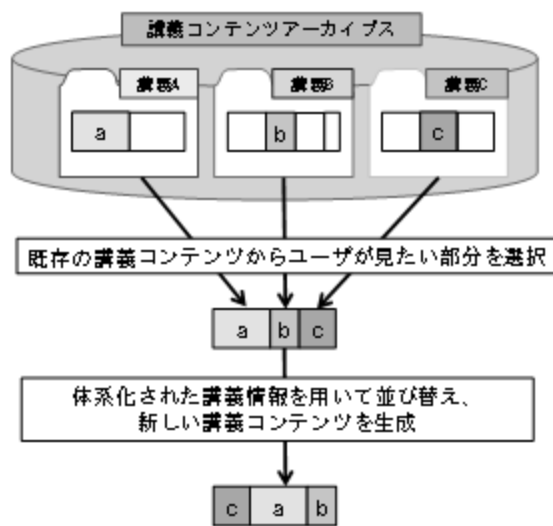 講義コンテンツアーカイブス
講義A
講義B
講義C
a
b
c
既存の講義コンテンツからユーザが見たい部分を選択
a
b
c
体系化された講義情報を用いて並び替え、
新しい講義コンテンツを生成
c
a
b